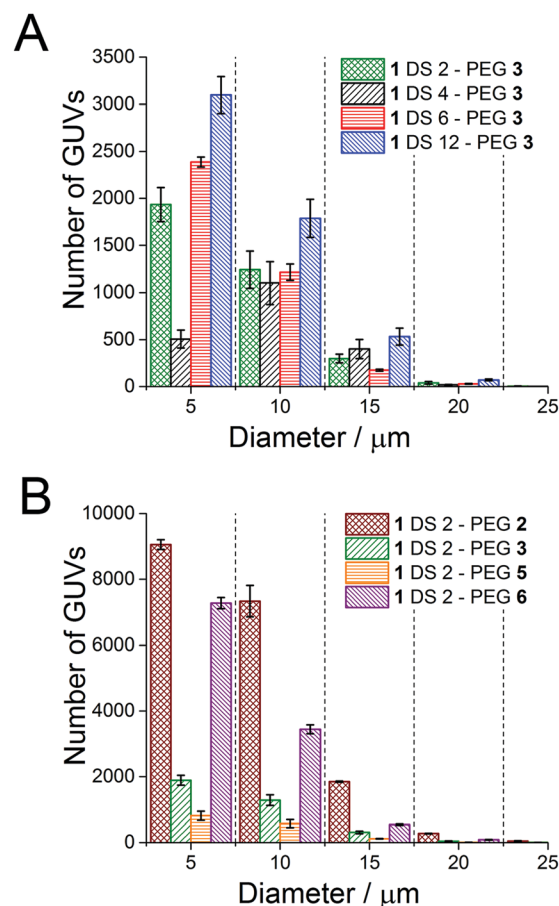 A
Number of GUVs
3500
3000
2500
2000
1500
1000
500
0
1 DS 2 - PEG 3
1 DS 4 - PEG 3
1 DS 6 - PEG 3
1 DS 12 - PEG 3
5 10 15 20 25
Diameter / μm
B
Number of GUVs
10000
8000
6000
4000
2000
0
1 DS 2 - PEG 2
1 DS 2 - PEG 3
1 DS 2 - PEG 5
1 DS 2 - PEG 6
5 10 15 20 25
Diameter / μm